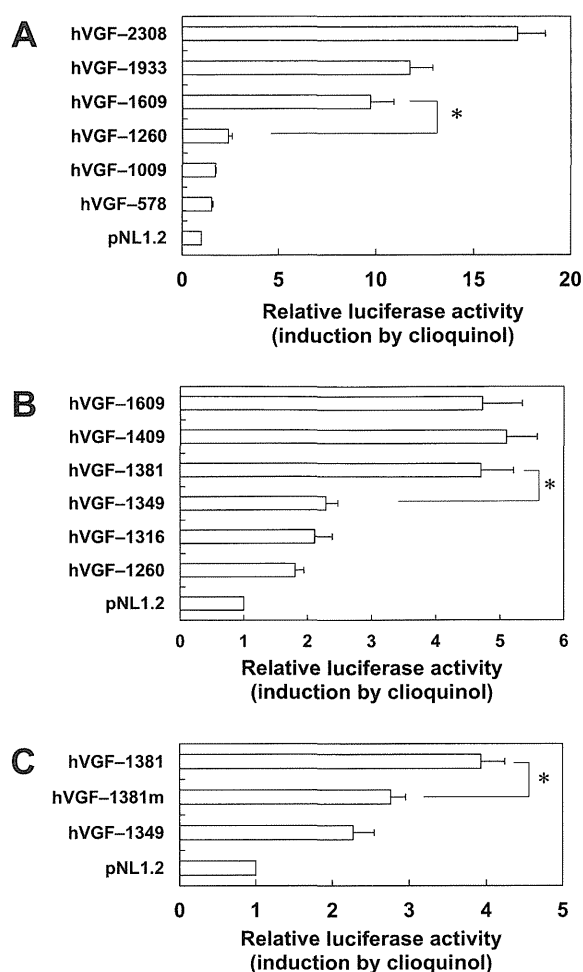 A
hVGF–2308
hVGF–1933
hVGF–1609
*
hVGF–1260
hVGF–1009
hVGF–578
pNL1.2
0 5 10 15 20
Relative luciferase activity
(induction by clioquinol)
B
hVGF–1609
hVGF–1409
hVGF–1381
*
hVGF–1349
hVGF–1316
hVGF–1260
pNL1.2
0 1 2 3 4 5 6
Relative luciferase activity
(induction by clioquinol)
C
hVGF–1381
*
hVGF–1381m
hVGF–1349
pNL1.2
0 1 2 3 4 5
Relative luciferase activity
(induction by clioquinol)